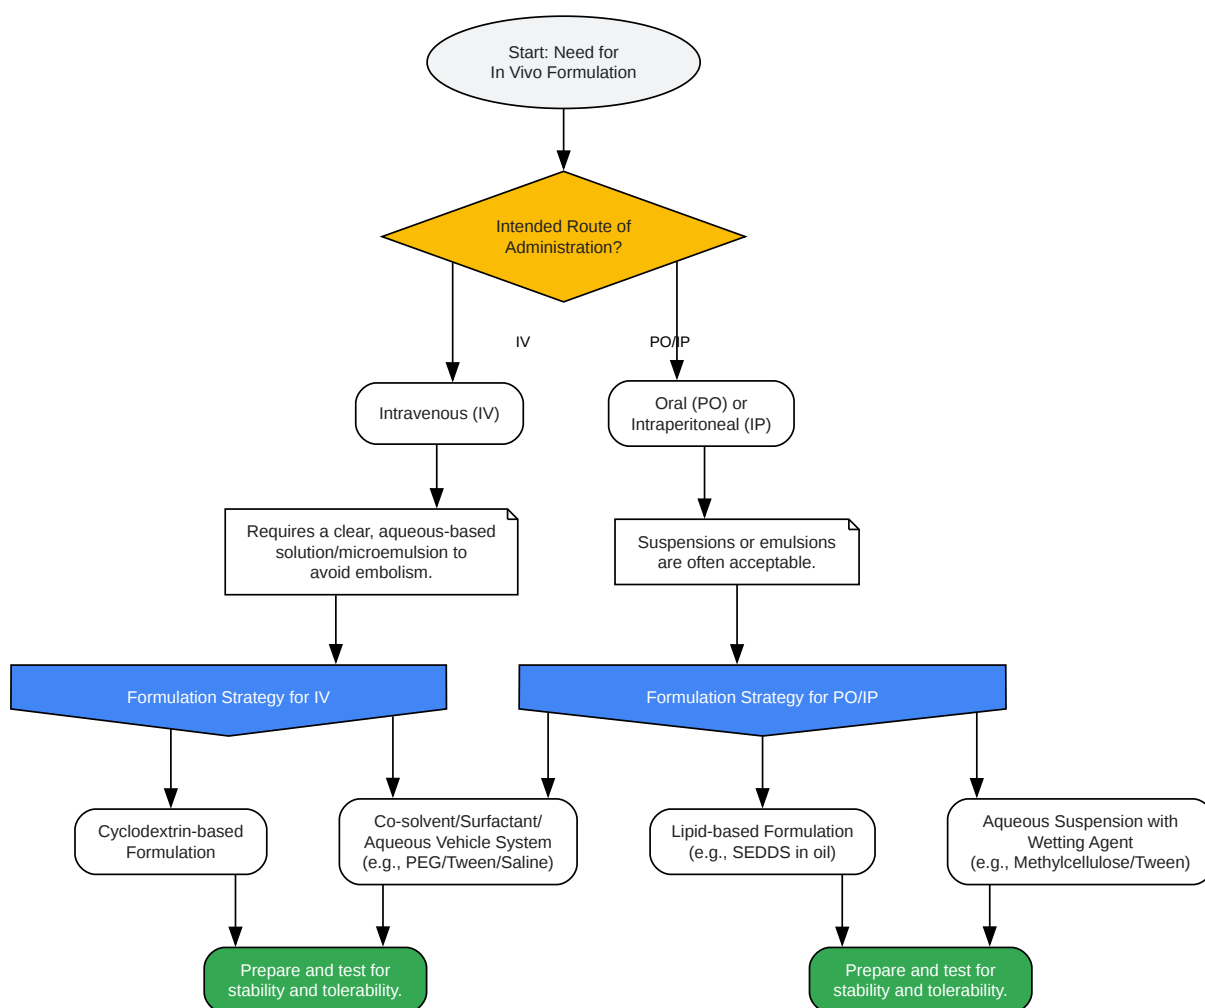 Start: Need for
In Vivo Formulation
Intended Route of
Administration?
IV
PO/IP
Intravenous (IV)
Oral (PO) or
Intraperitoneal (IP)
Requires a clear, aqueous-based
solution/microemulsion to
avoid embolism.
Suspensions or emulsions
are often acceptable.
Formulation Strategy for IV
Formulation Strategy for PO/IP
Cyclodextrin-based
Formulation
Co-solvent/Surfactant/
Aqueous Vehicle System
(e.g., PEG/Tween/Saline)
Lipid-based Formulation
(e.g., SEDDS in oil)
Aqueous Suspension with
Wetting Agent
(e.g., Methylcellulose/Tween)
Prepare and test for
stability and tolerability.
Prepare and test for
stability and tolerability.